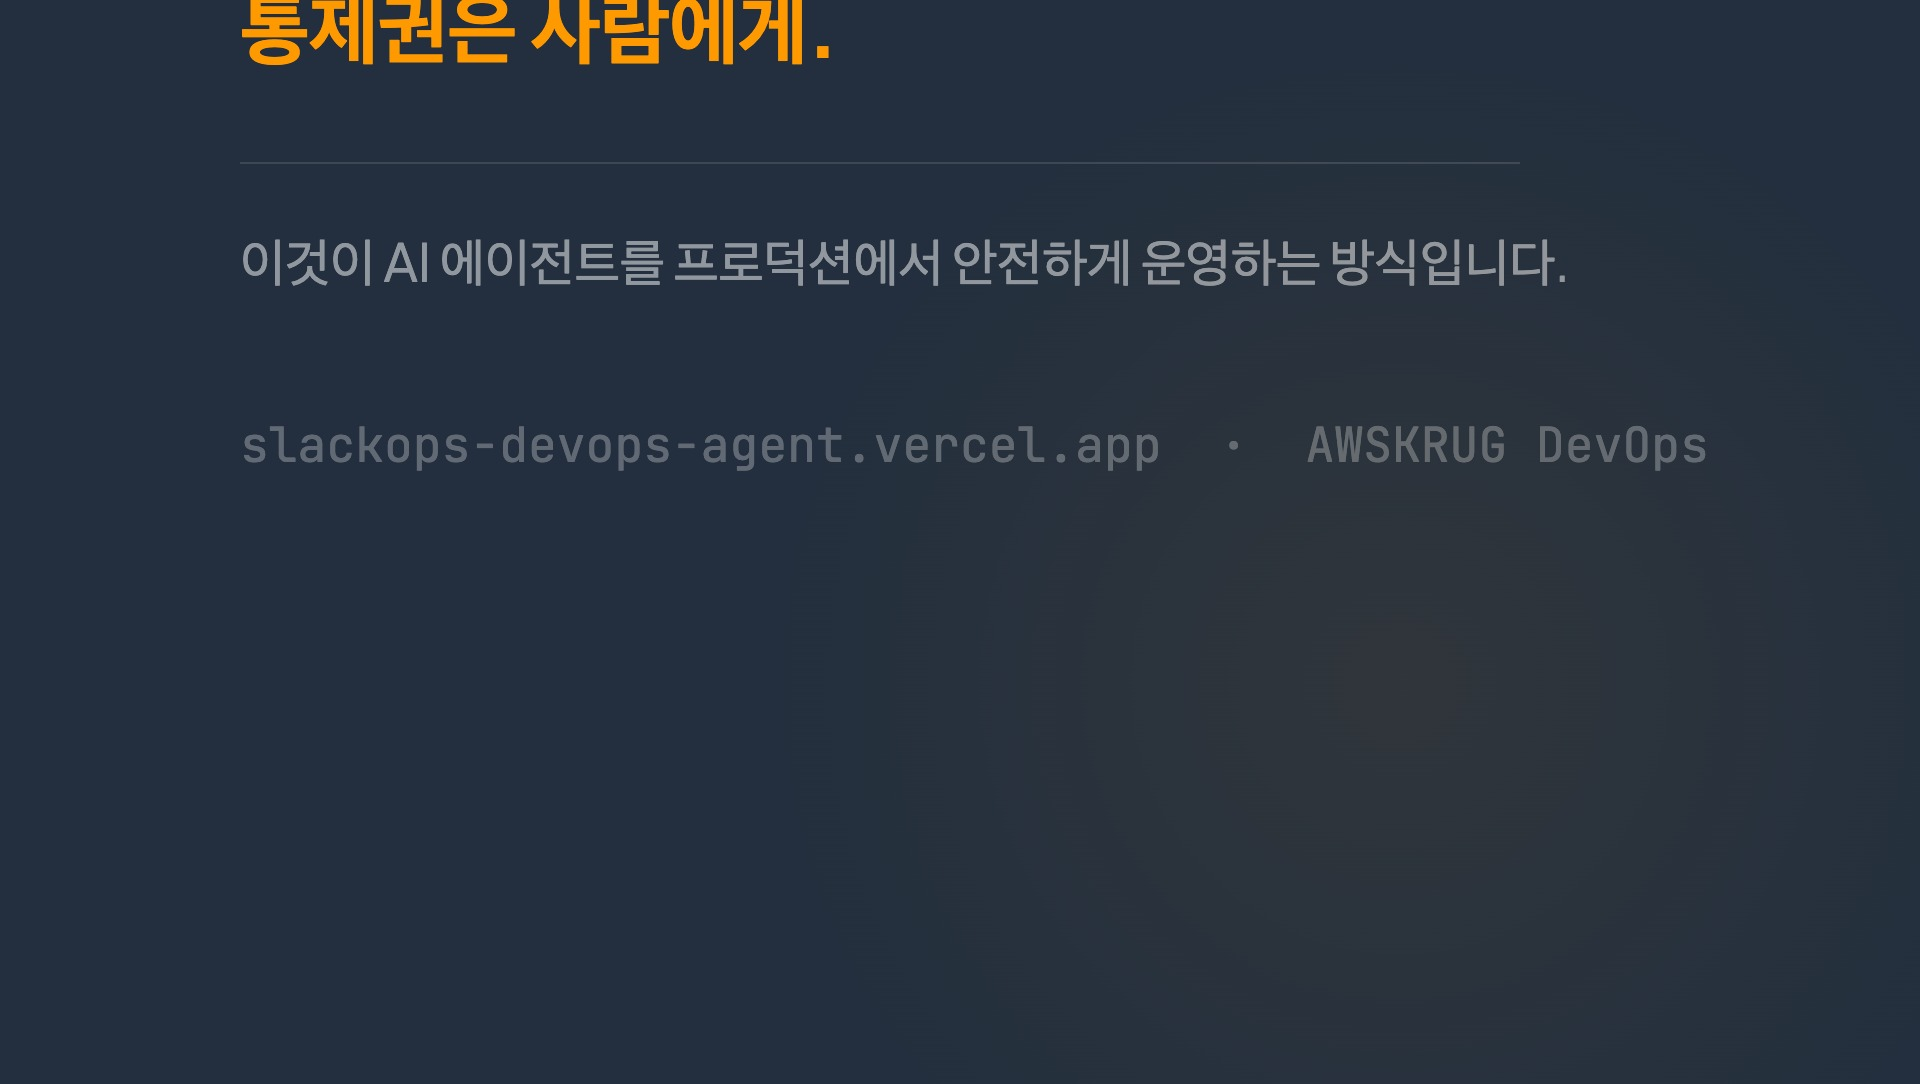 통제권은 사람에게.
이것이 AI 에이전트를 프로덕션에서 안전하게 운영하는 방식입니다.
slackops-devops-agent.vercel.app · AWSKRUG DevOps